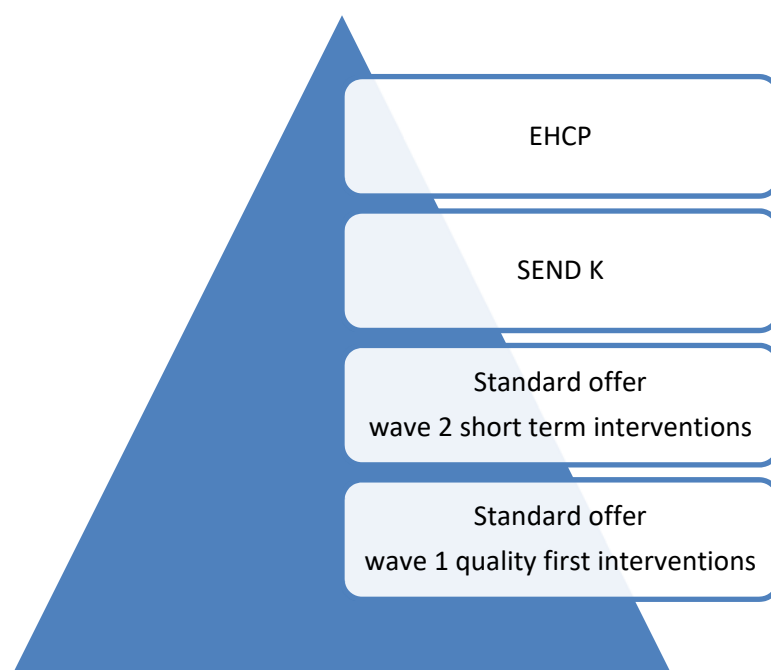 EHCP
SEND K
Standard offer
wave 2 short term interventions
Standard offer
wave 1 quality first interventions